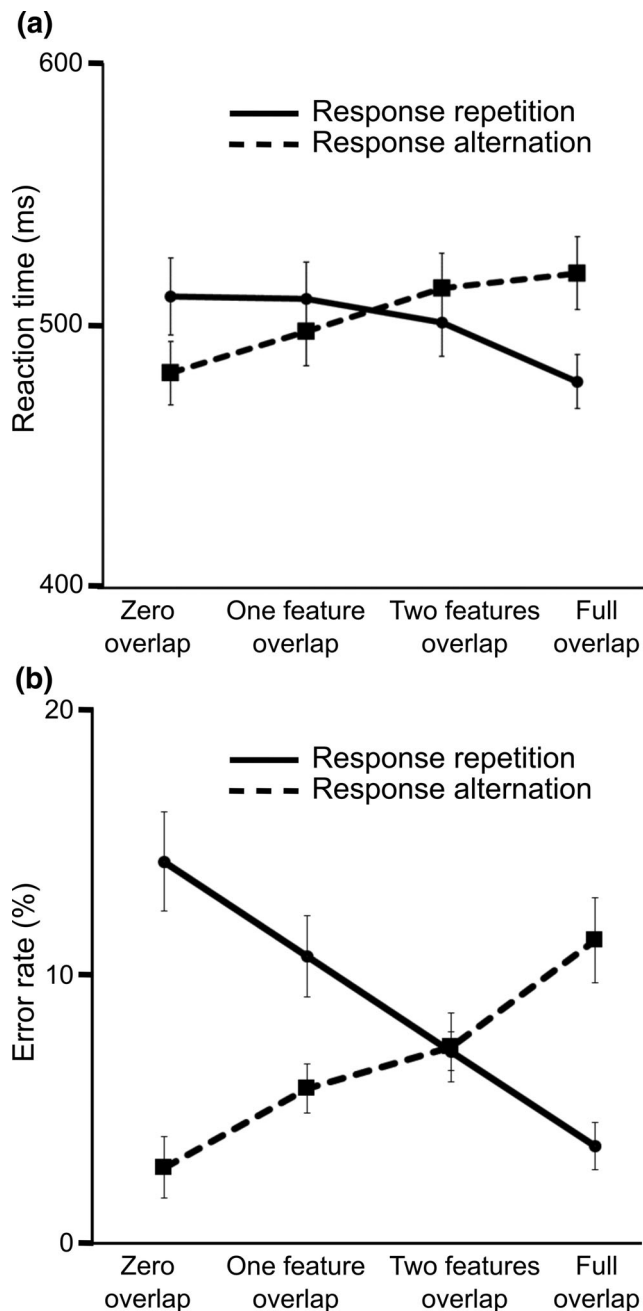 (a)
600
Response repetition
Response alternation
Reaction time (ms)
500
400
Zero overlap
One feature overlap
Two features overlap
Full overlap
(b)
20
Response repetition
Response alternation
Error rate (%)
10
0
Zero overlap
One feature overlap
Two features overlap
Full overlap